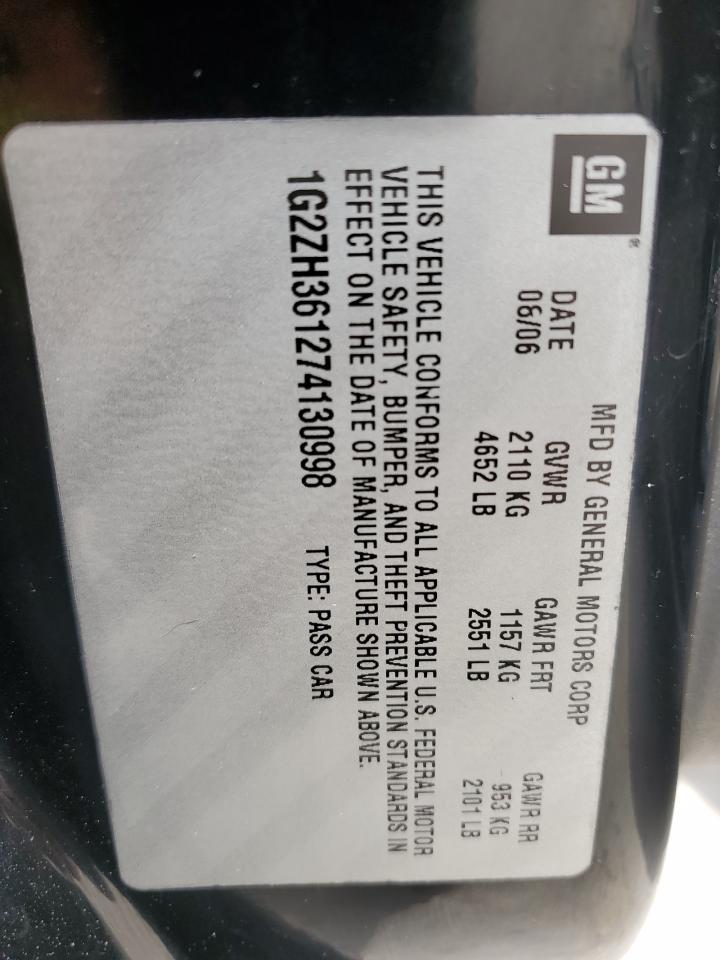 GM®
MFD BY GENERAL MOTORS CORP
DATE GVWR GAWR FRT GAWR RR
06/06 2110 KG 1157 KG 953 KG
4652 LB 2551 LB 2101 LB
THIS VEHICLE CONFORMS TO ALL APPLICABLE U.S. FEDERAL MOTOR
VEHICLE SAFETY, BUMPER, AND THEFT PREVENTION STANDARDS IN
EFFECT ON THE DATE OF MANUFACTURE SHOWN ABOVE.
1G2ZH361274130998 TYPE: PASS CAR